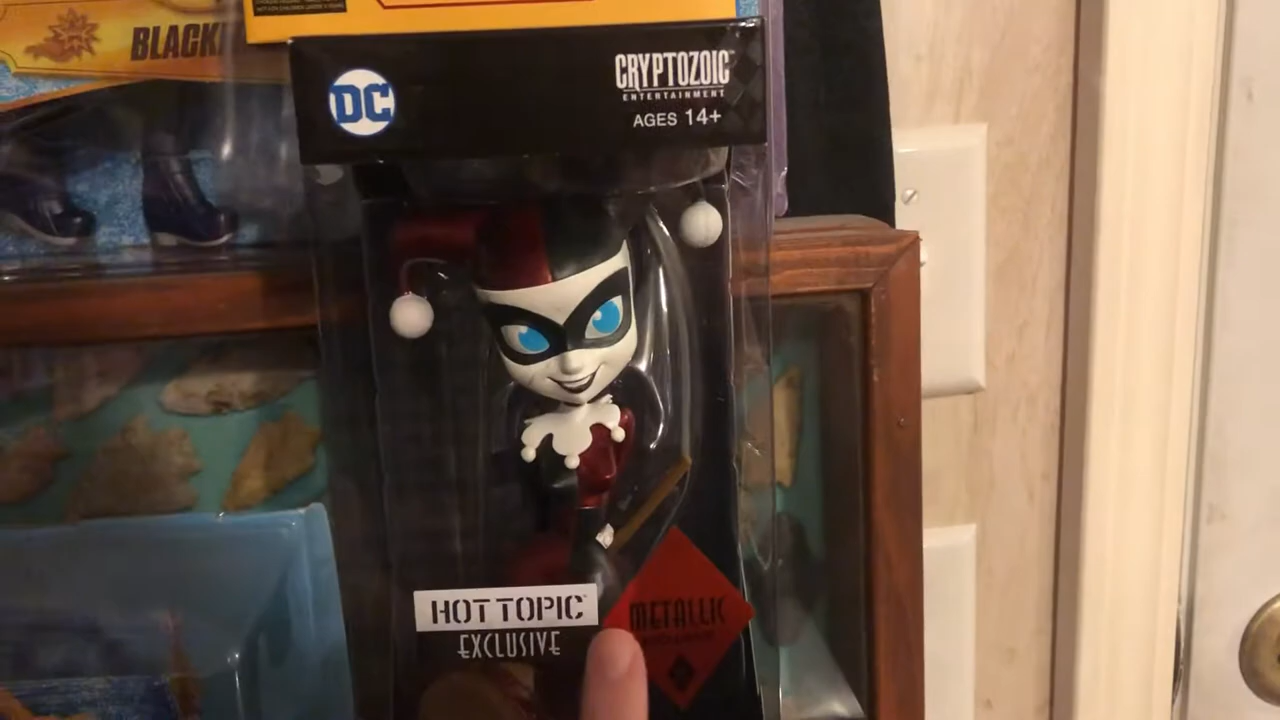 BLACK
DC
CRYPTOZOIC
ENTERTAINMENT
AGES 14+
HOT TOPIC
EXCLUSIVE
METALLIC